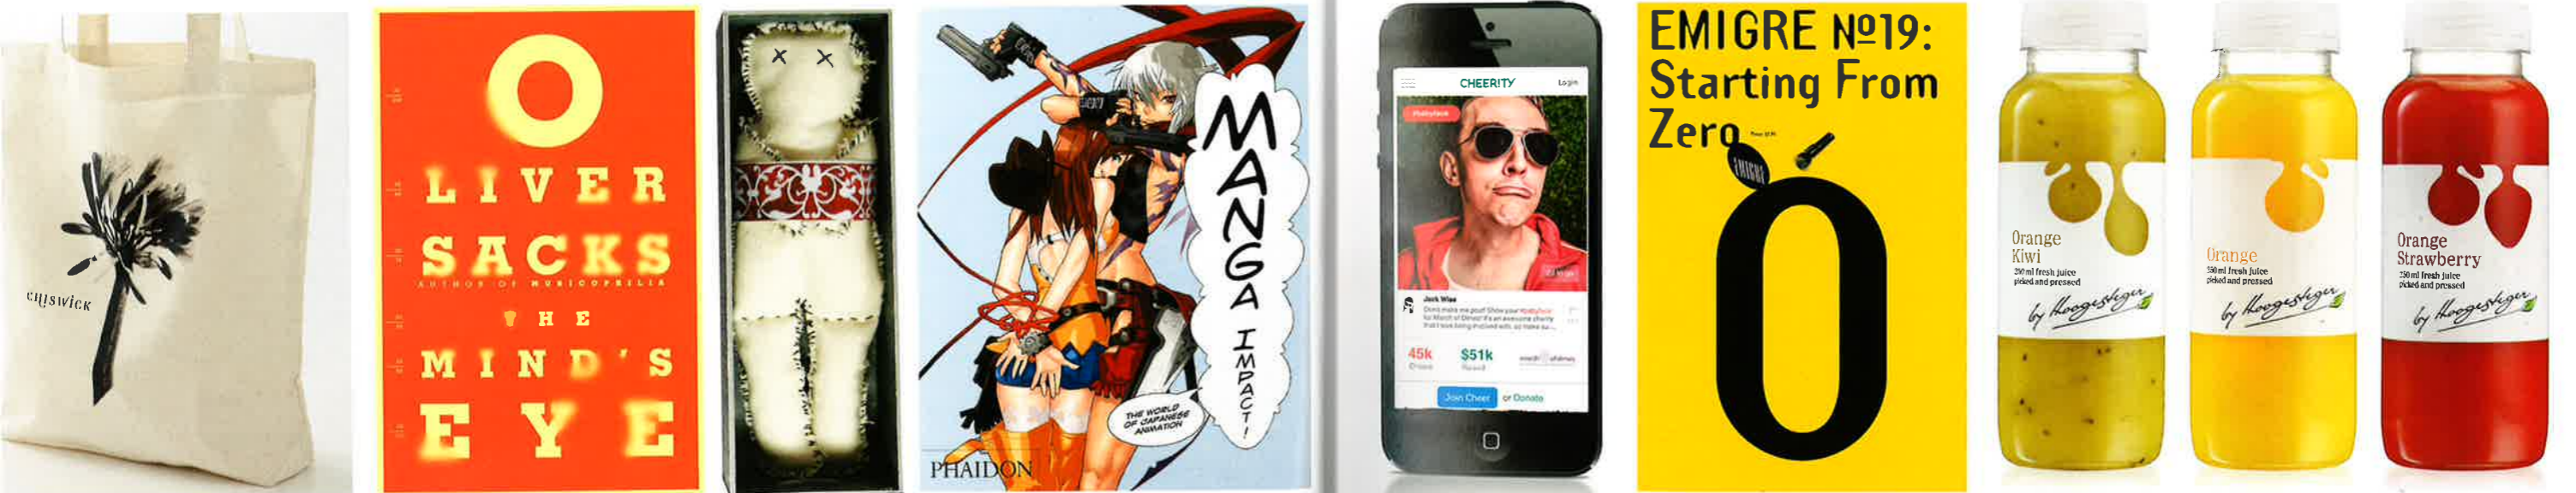 CHISWICK
O
LIVER
SACKS
AUTHOR OF MUSICOPHILIA
THE
MIND'S
EYE
MANGA IMPACT!
THE WORLD
OF JAPANESE
ANIMATION
PHAIDON
CHEERITY
Login
Jack Wise
45k
$51k
Join Cheer or Donate
EMIGRE Nº19:
Starting From
Zero
EMIGRE
Orange
Kiwi
250 ml fresh juice
picked and pressed
by Hoogesteger
Orange
250 ml fresh juice
picked and pressed
by Hoogesteger
Orange
Strawberry
250 ml fresh juice
picked and pressed
by Hoogesteger